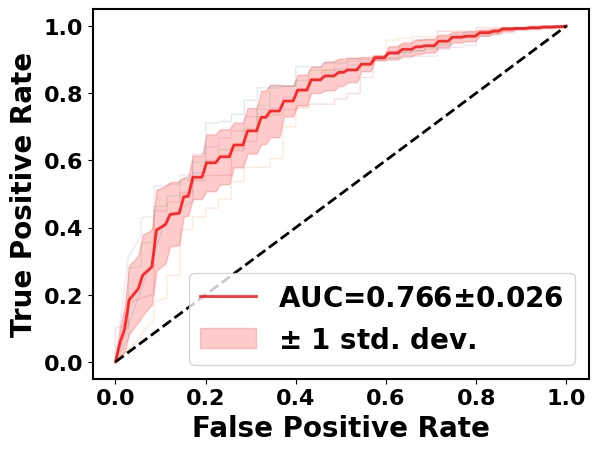 1.0
0.8
0.6
0.4
0.2
0.0
True Positive Rate
AUC=0.766±0.026
± 1 std. dev.
0.0 0.2 0.4 0.6 0.8 1.0
False Positive Rate